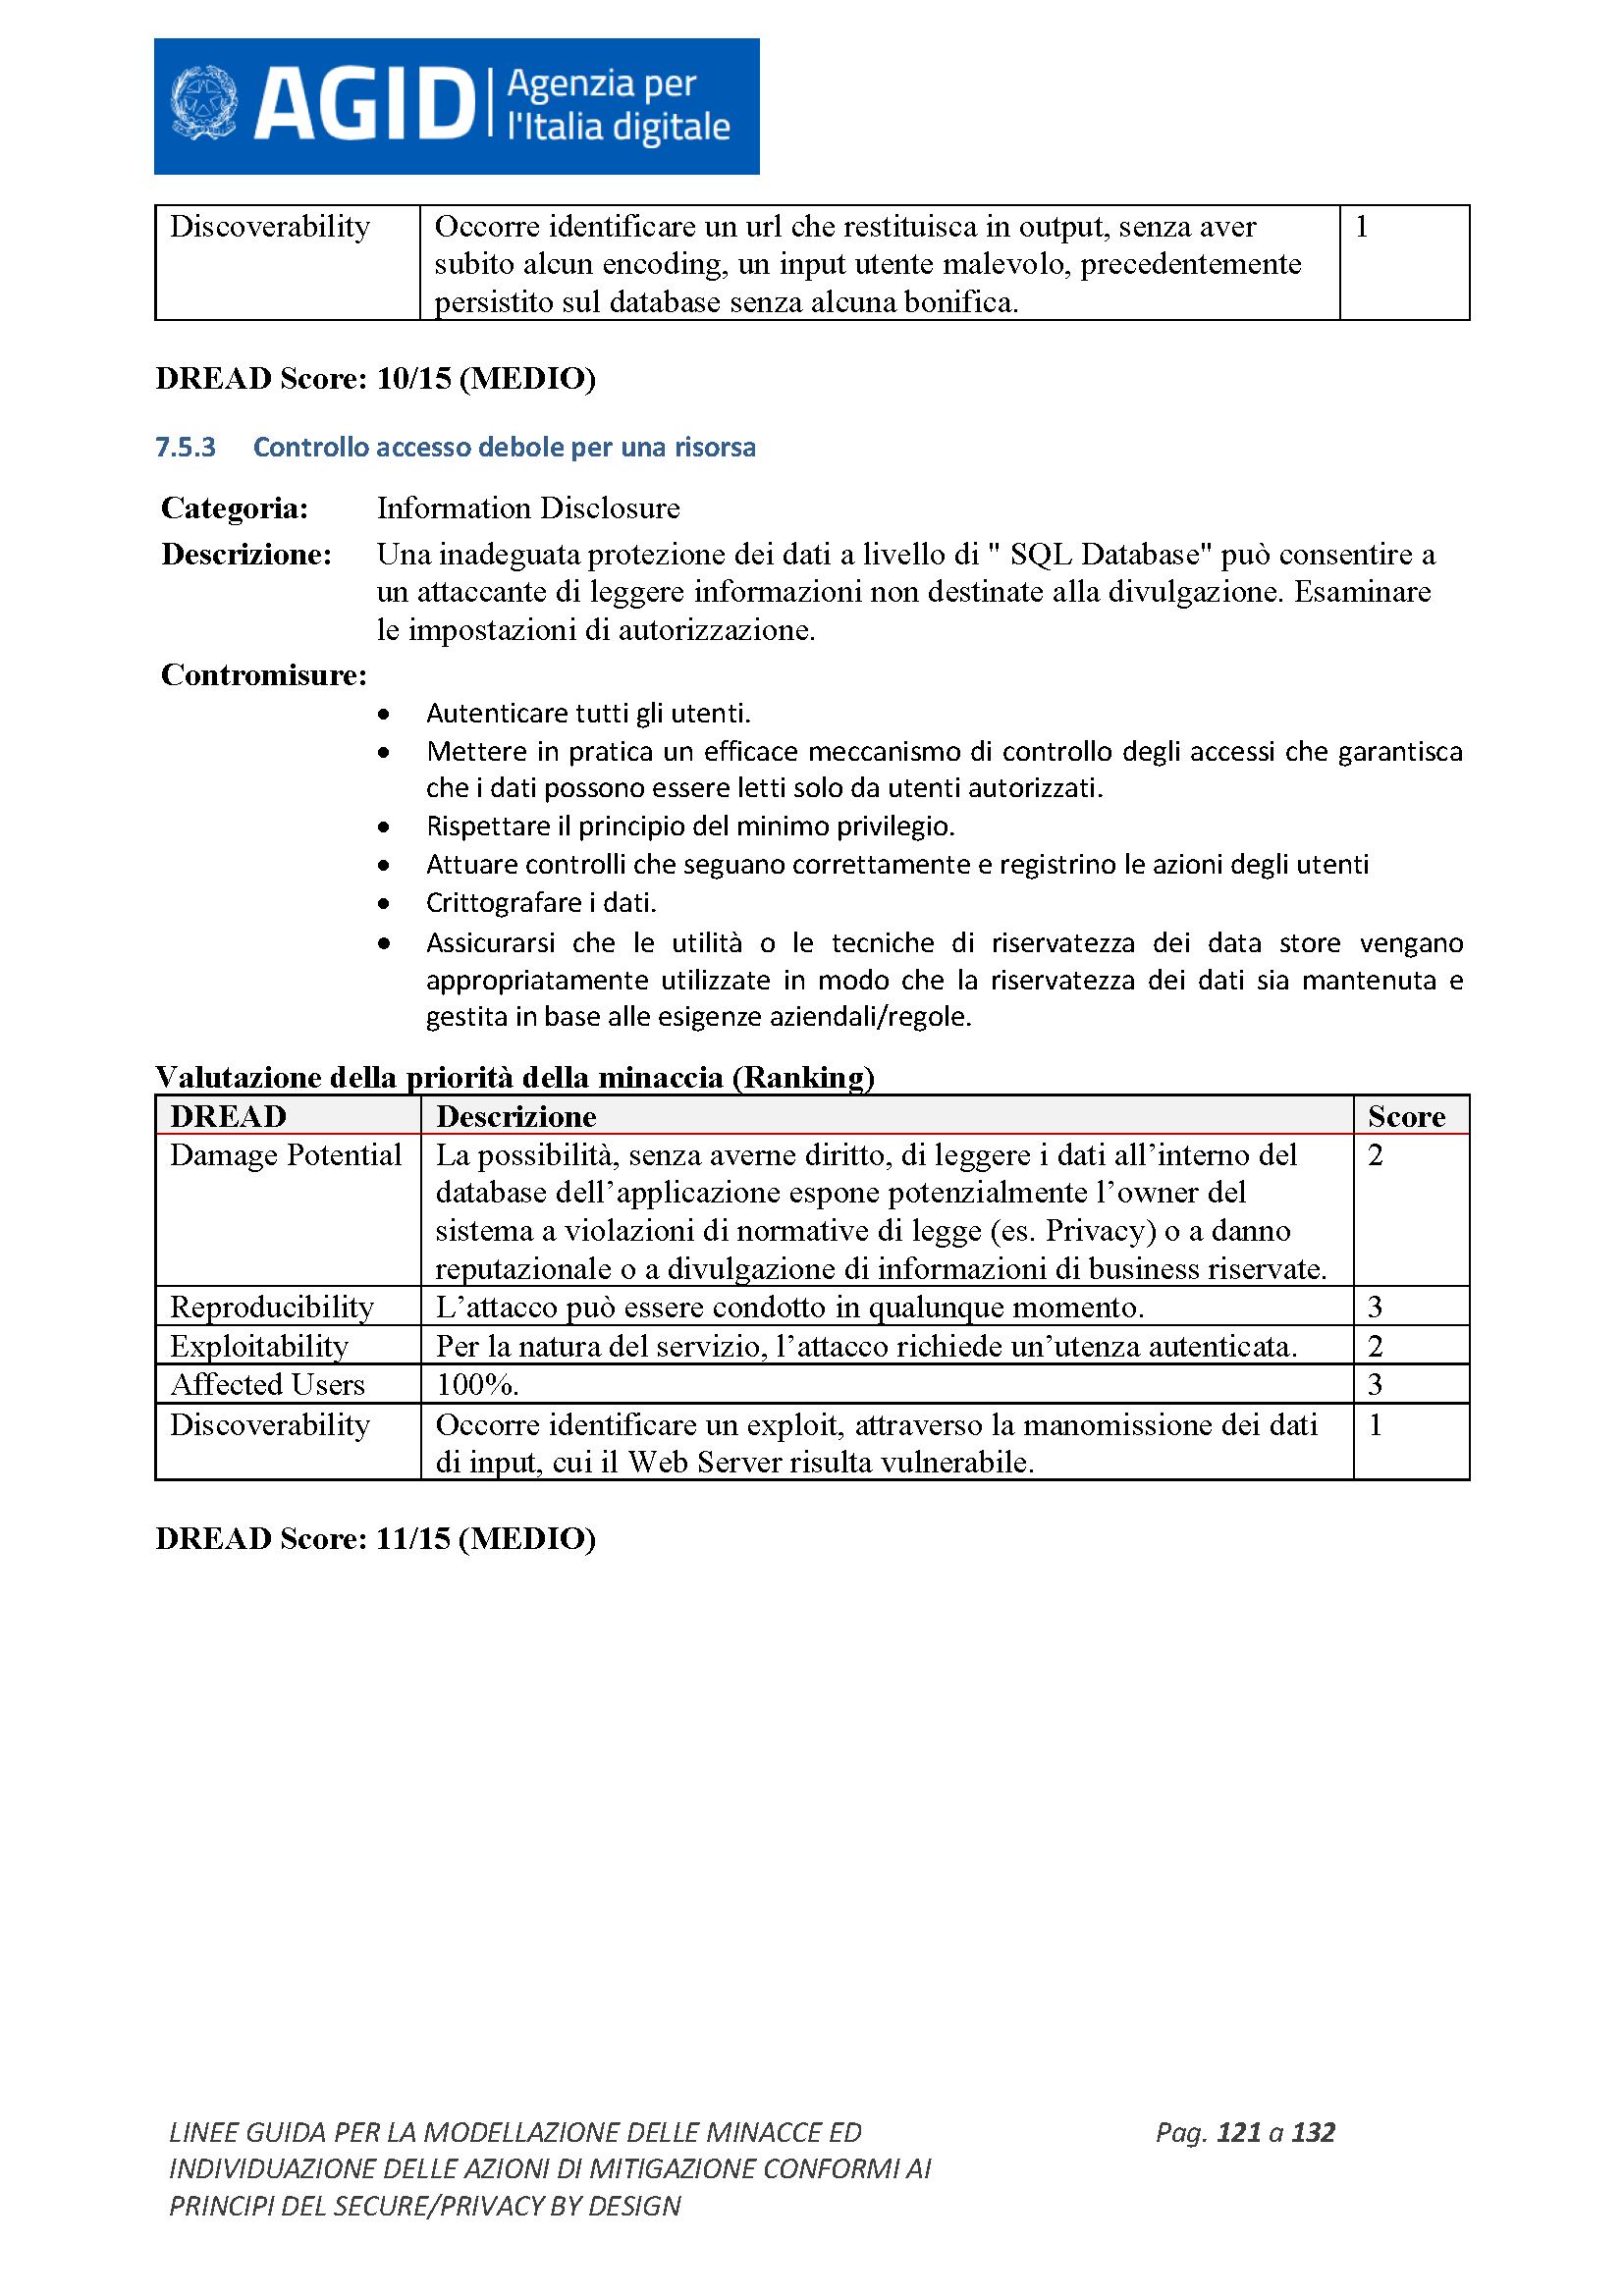 AGID
Agenzia per
l'Italia digitale
Discoverability
Occorre identificare un url che restituisca in output, senza aver
subito alcun encoding, un input utente malevolo, precedentemente
persistito sul database senza alcuna bonifica.
1
DREAD Score: 10/15 (MEDIO)
7.5.3 Controllo accesso debole per una risorsa
Categoria: Information Disclosure
Descrizione: Una inadeguata protezione dei dati a livello di " SQL Database" può consentire a
un attaccante di leggere informazioni non destinate alla divulgazione. Esaminare
le impostazioni di autorizzazione.
Contromisure:
• Autenticare tutti gli utenti.
• Mettere in pratica un efficace meccanismo di controllo degli accessi che garantisca
che i dati possono essere letti solo da utenti autorizzati.
• Rispettare il principio del minimo privilegio.
• Attuare controlli che seguano correttamente e registrino le azioni degli utenti
• Crittografare i dati.
• Assicurarsi che le utilità o le tecniche di riservatezza dei data store vengano
appropriatamente utilizzate in modo che la riservatezza dei dati sia mantenuta e
gestita in base alle esigenze aziendali/regole.
Valutazione della priorità della minaccia (Ranking)
DREAD Descrizione Score
Damage Potential
La possibilità, senza averne diritto, di leggere i dati all’interno del
database dell’applicazione espone potenzialmente l’owner del
sistema a violazioni di normative di legge (es. Privacy) o a danno
reputazionale o a divulgazione di informazioni di business riservate.
2
Reproducibility L’attacco può essere condotto in qualunque momento. 3
Exploitability Per la natura del servizio, l’attacco richiede un’utenza autenticata. 2
Affected Users 100%. 3
Discoverability
Occorre identificare un exploit, attraverso la manomissione dei dati
di input, cui il Web Server risulta vulnerabile.
1
DREAD Score: 11/15 (MEDIO)
LINEE GUIDA PER LA MODELLAZIONE DELLE MINACCE ED
INDIVIDUAZIONE DELLE AZIONI DI MITIGAZIONE CONFORMI AI
PRINCIPI DEL SECURE/PRIVACY BY DESIGN
Pag. 121 a 132